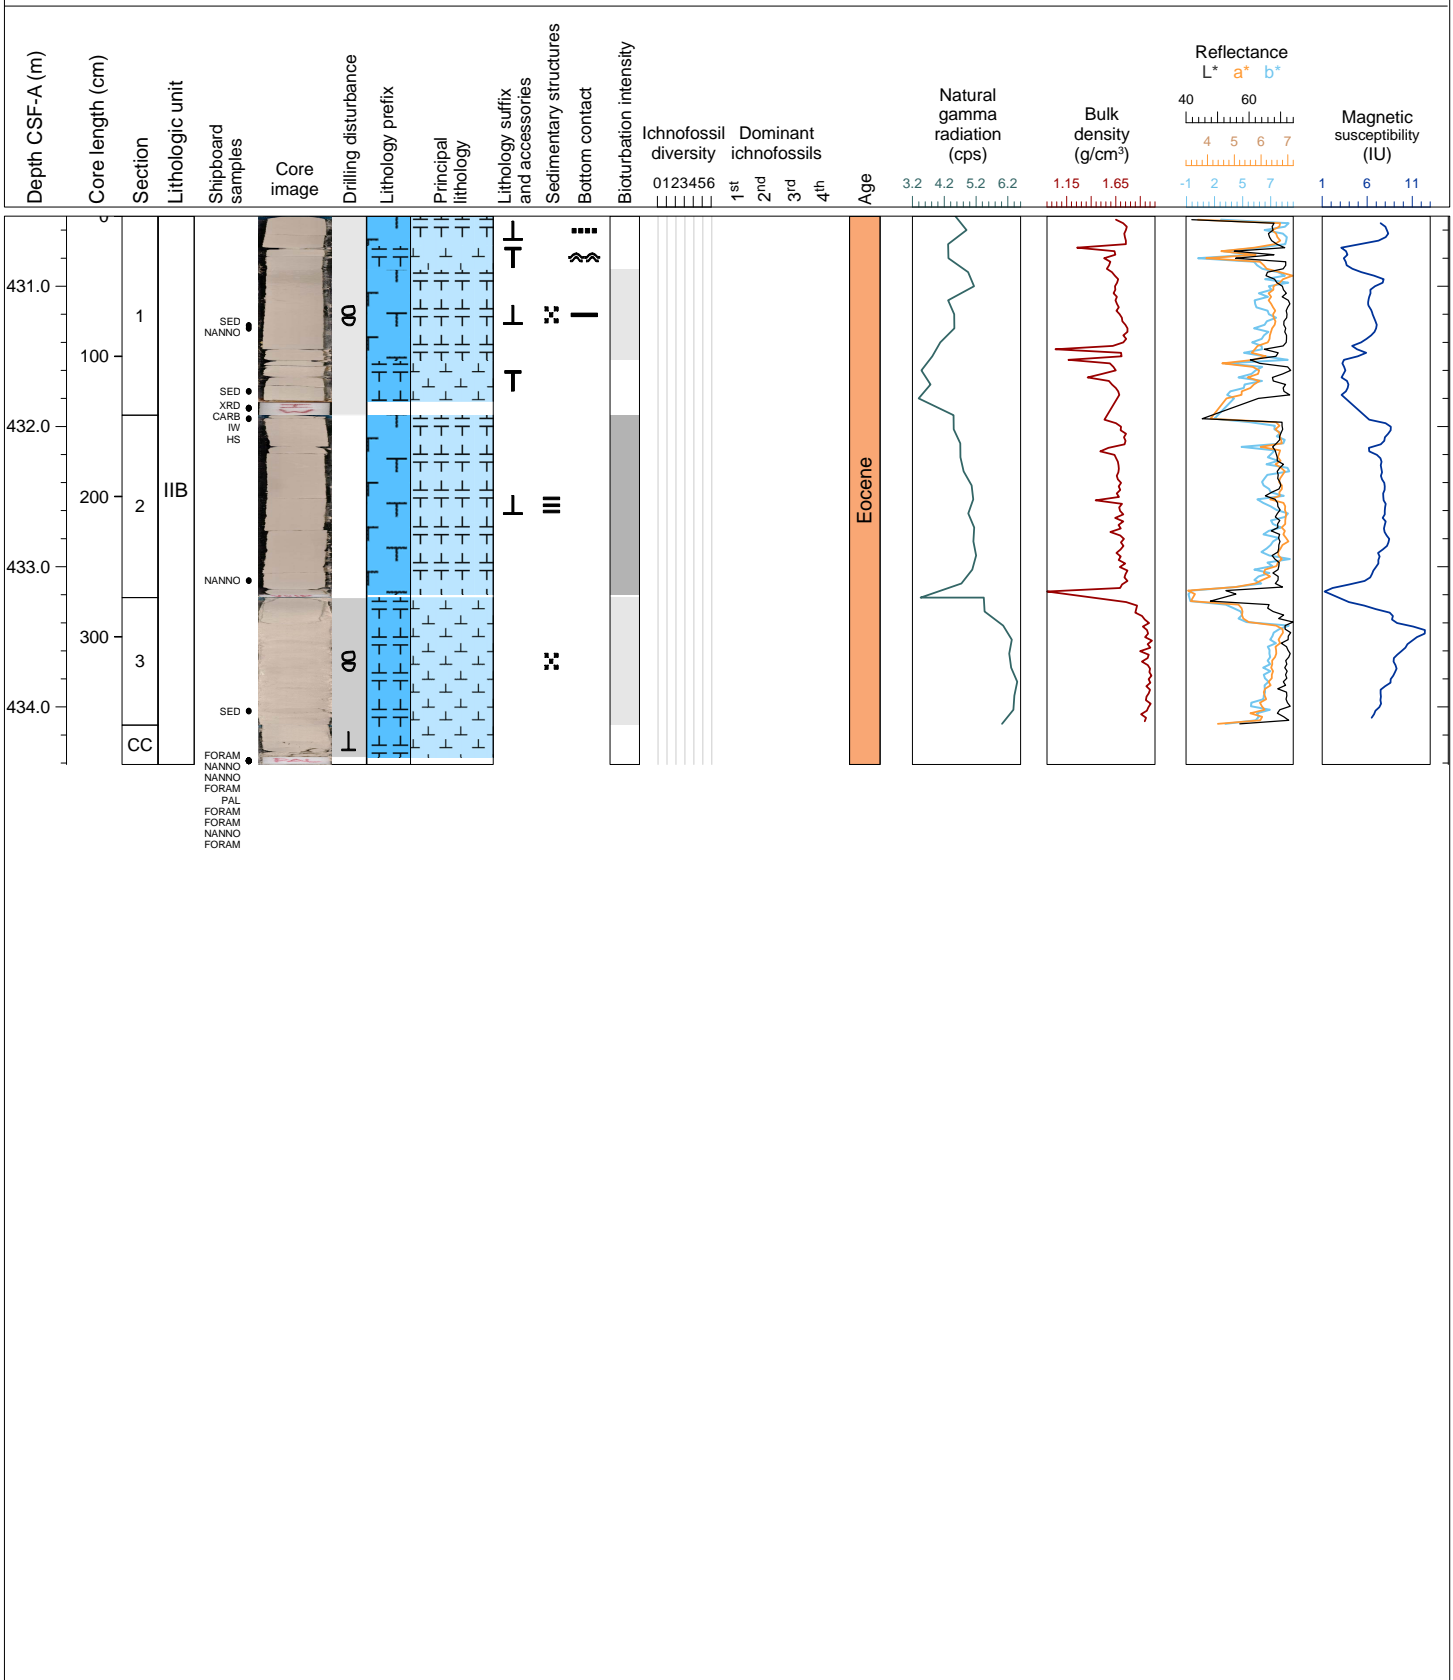 Depth CSF-A (m)
Core length (cm)
Section
Lithologic unit
Shipboard
samples
Core
image
Drilling disturbance
Lithology prefix
Principal
lithology
Lithology suffix
and accessories
Sedimentary structures
Bottom contact
Bioturbation intensity
Ichnofossil
diversity
0123456
Dominant
ichnofossils
1st
2nd
3rd
4th
Age
Natural
gamma
radiation
(cps)
3.2 4.2 5.2 6.2
Bulk
density
(g/cm³)
1.15 1.65
Reflectance
L* a* b*
40 60
4 5 6 7
-1 2 5 7
Magnetic
susceptibility
(IU)
1 6 11
0
431.0
100
432.0
200
433.0
300
434.0
1
2
3
CC
IIB
SED
NANNO
SED
XRD
CARB
IW
HS
NANNO
SED
FORAM
NANNO
NANNO
FORAM
PAL
FORAM
FORAM
NANNO
FORAM
Eocene